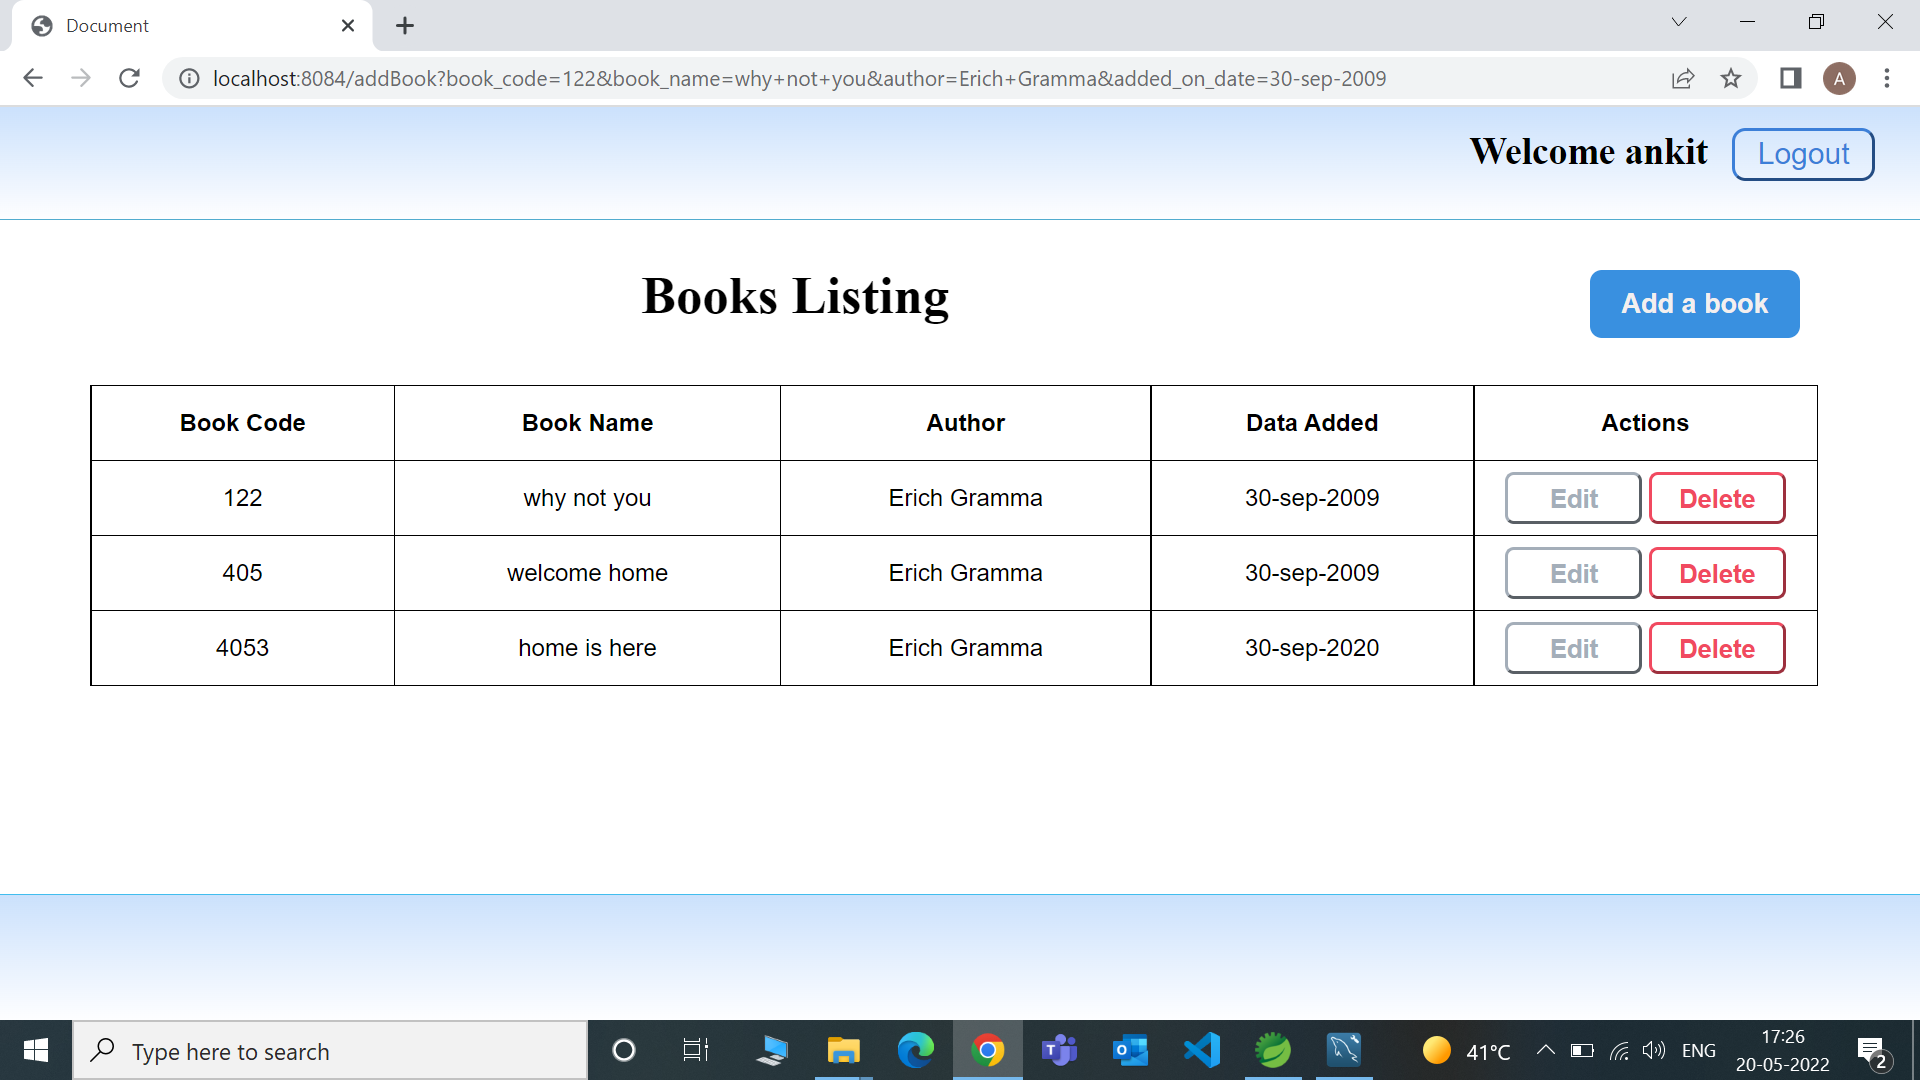 Document
localhost:8084/addBook?book_code=122&book_name=why+not+you&author=Erich+Gramma&added_on_date=30-sep-2009
A
Welcome ankit Logout
Books Listing
Add a book
Book Code Book Name Author Data Added Actions
122 why not you Erich Gramma 30-sep-2009 Edit Delete
405 welcome home Erich Gramma 30-sep-2009 Edit Delete
4053 home is here Erich Gramma 30-sep-2020 Edit Delete
Type here to search
41°C
ENG
17:26
20-05-2022
2